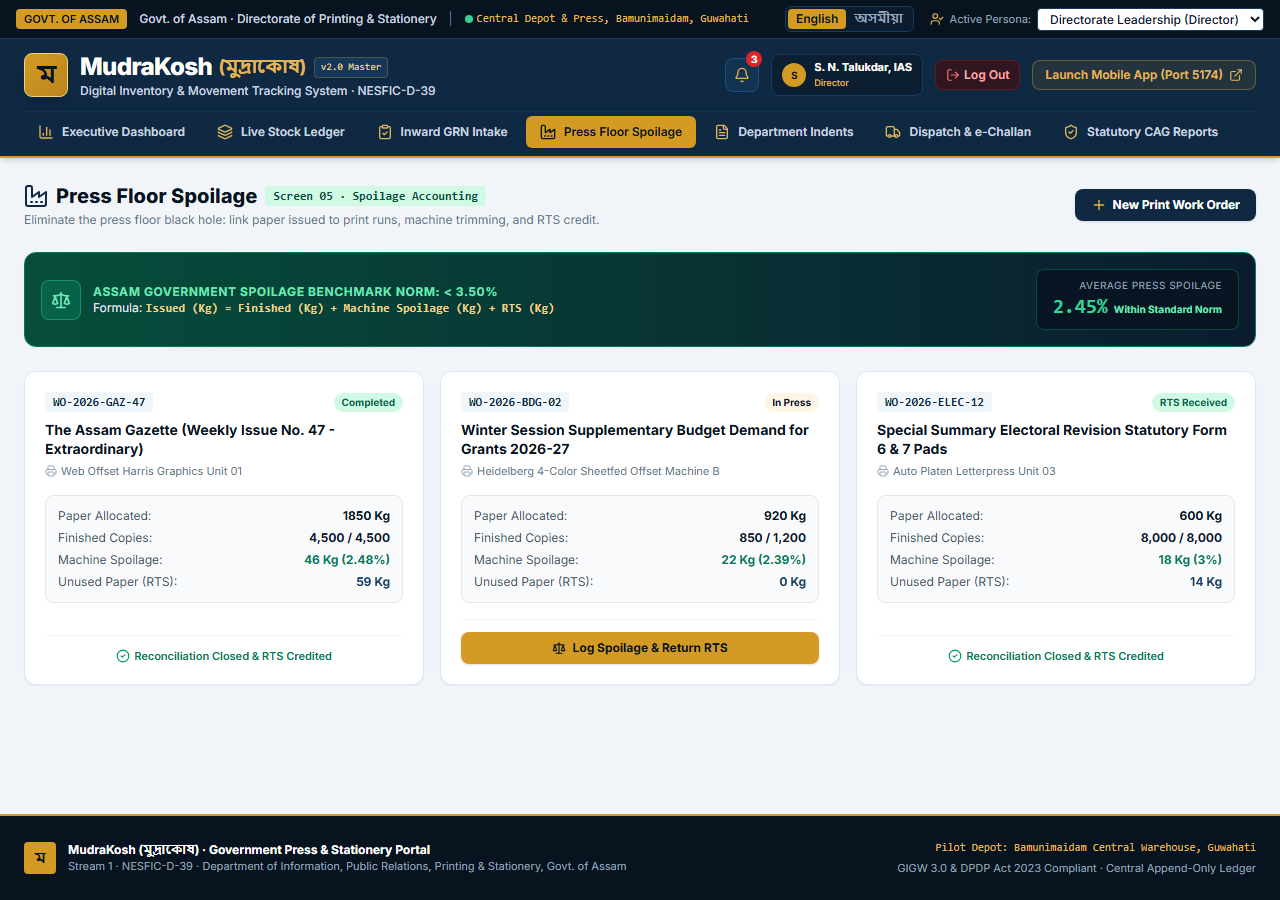 GOVT. OF ASSAM Govt. of Assam · Directorate of Printing & Stationery Central Depot & Press, Bamunimaidam, Guwahati English অসমীয়া Active Persona: Directorate Leadership (Director)
ম MudraKosh (মুদ্ৰাকোষ) v2.0 Master
Digital Inventory & Movement Tracking System · NESFIC-D-39
3
S S. N. Talukdar, IAS
Director
Log Out
Launch Mobile App (Port 5174)
Executive Dashboard Live Stock Ledger Inward GRN Intake Press Floor Spoilage Department Indents Dispatch & e-Challan Statutory CAG Reports
Press Floor Spoilage Screen 05 · Spoilage Accounting
Eliminate the press floor black hole: link paper issued to print runs, machine trimming, and RTS credit.
New Print Work Order
ASSAM GOVERNMENT SPOILAGE BENCHMARK NORM: < 3.50%
Formula: Issued (Kg) = Finished (Kg) + Machine Spoilage (Kg) + RTS (Kg)
AVERAGE PRESS SPOILAGE
2.45% Within Standard Norm
WO-2026-GAZ-47 Completed
The Assam Gazette (Weekly Issue No. 47 -
Extraordinary)
Web Offset Harris Graphics Unit 01
Paper Allocated: 1850 Kg
Finished Copies: 4,500 / 4,500
Machine Spoilage: 46 Kg (2.48%)
Unused Paper (RTS): 59 Kg
Reconciliation Closed & RTS Credited
WO-2026-BDG-02 In Press
Winter Session Supplementary Budget Demand for
Grants 2026-27
Heidelberg 4-Color Sheetfed Offset Machine B
Paper Allocated: 920 Kg
Finished Copies: 850 / 1,200
Machine Spoilage: 22 Kg (2.39%)
Unused Paper (RTS): 0 Kg
Log Spoilage & Return RTS
WO-2026-ELEC-12 RTS Received
Special Summary Electoral Revision Statutory Form
6 & 7 Pads
Auto Platen Letterpress Unit 03
Paper Allocated: 600 Kg
Finished Copies: 8,000 / 8,000
Machine Spoilage: 18 Kg (3%)
Unused Paper (RTS): 14 Kg
Reconciliation Closed & RTS Credited
ম MudraKosh (মুদ্ৰাকোষ) · Government Press & Stationery Portal
Stream 1 · NESFIC-D-39 · Department of Information, Public Relations, Printing & Stationery, Govt. of Assam
Pilot Depot: Bamunimaidam Central Warehouse, Guwahati
GIGW 3.0 & DPDP Act 2023 Compliant · Central Append-Only Ledger